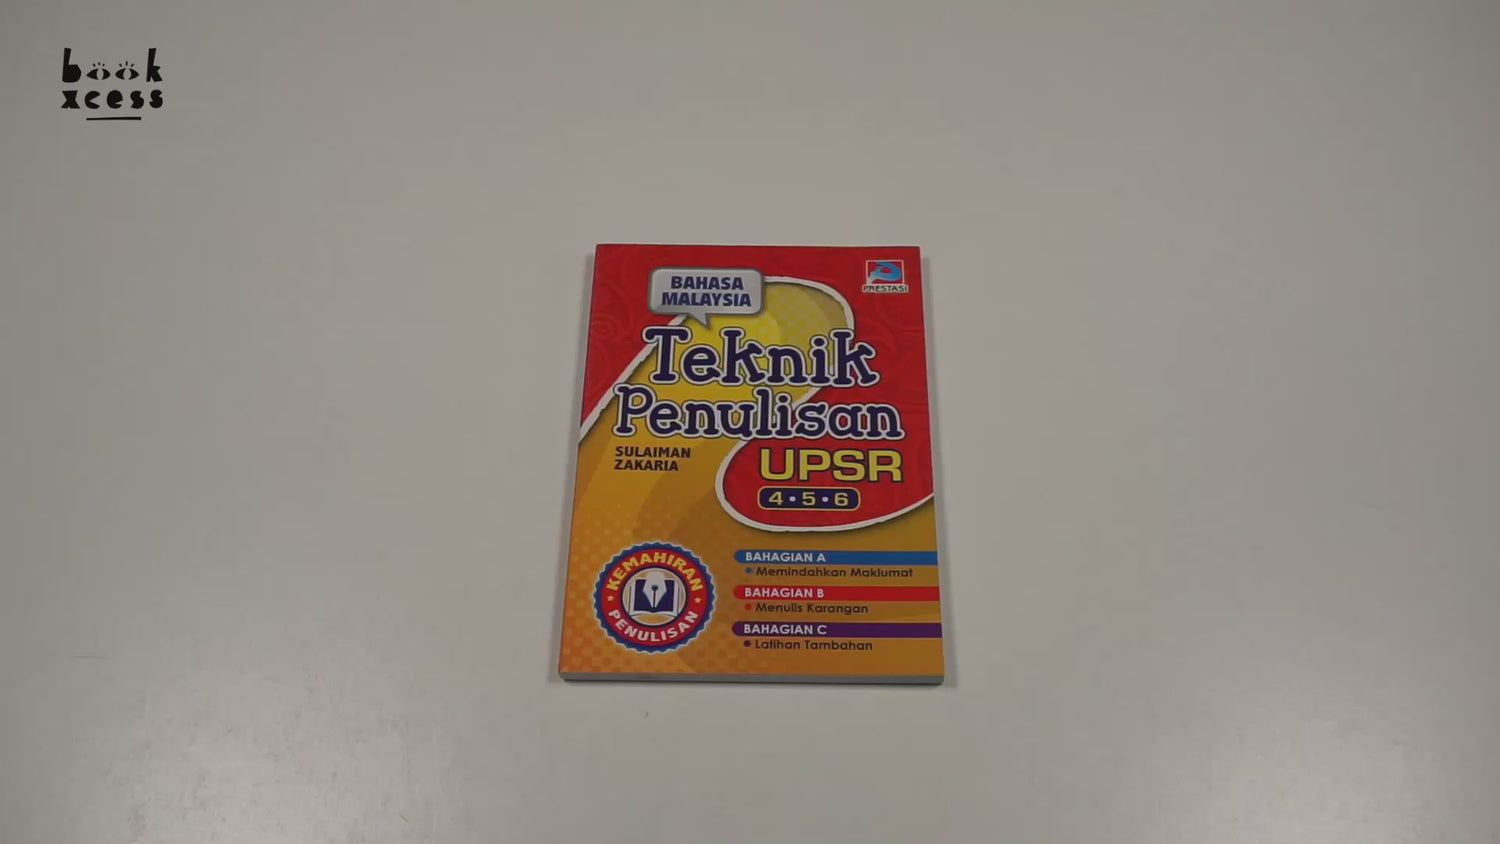 book
xcess
BAHASA
MALAYSIA
PRESTASI
Teknik
Penulisan
SULAIMAN
ZAKARIA
UPSR
4 • 5 • 6
KEMAHIRAN
PENULISAN
BAHAGIAN A
• Memindahkan Maklumat
BAHAGIAN B
• Menulis Karangan
BAHAGIAN C
• Latihan Tambahan